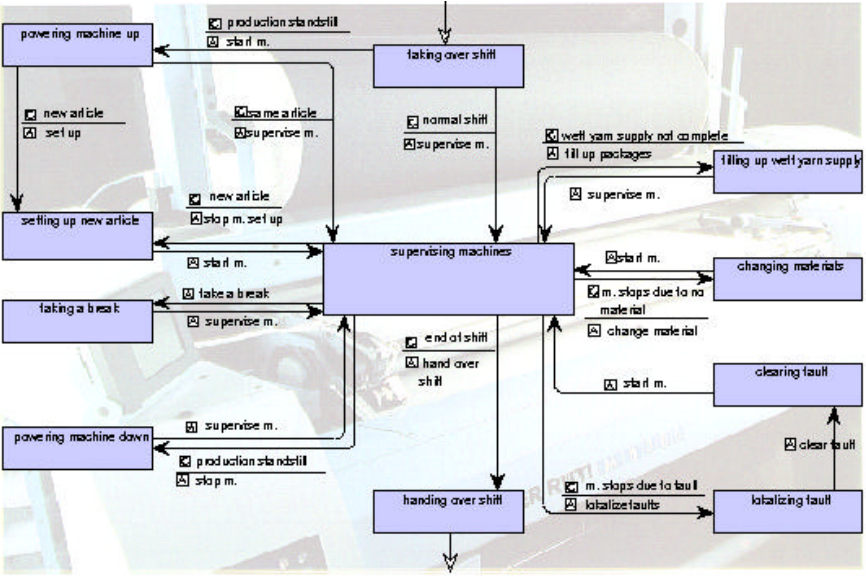 C production standstill
A start m.
powering machine up
taking over shift
C new article
A set up
C same article
A supervise m.
C normal shift
A supervise m.
C weft yarn supply not complete
A fill up packages
filling up weft yarn supply
A supervise m.
C new article
A stop m. set up
setting up new article
A start m.
supervising machines
A start m.
changing materials
C m. stops due to no
material
A change material
A take a break
taking a break
A supervise m.
C end of shift
A hand over
shift
clearing fault
A start m.
A supervise m.
powering machine down
C production standstill
A stop m.
A clear fault
C m. stops due to fault
A lokalize faults
handing over shift
lokalizing fault
ER RUTI